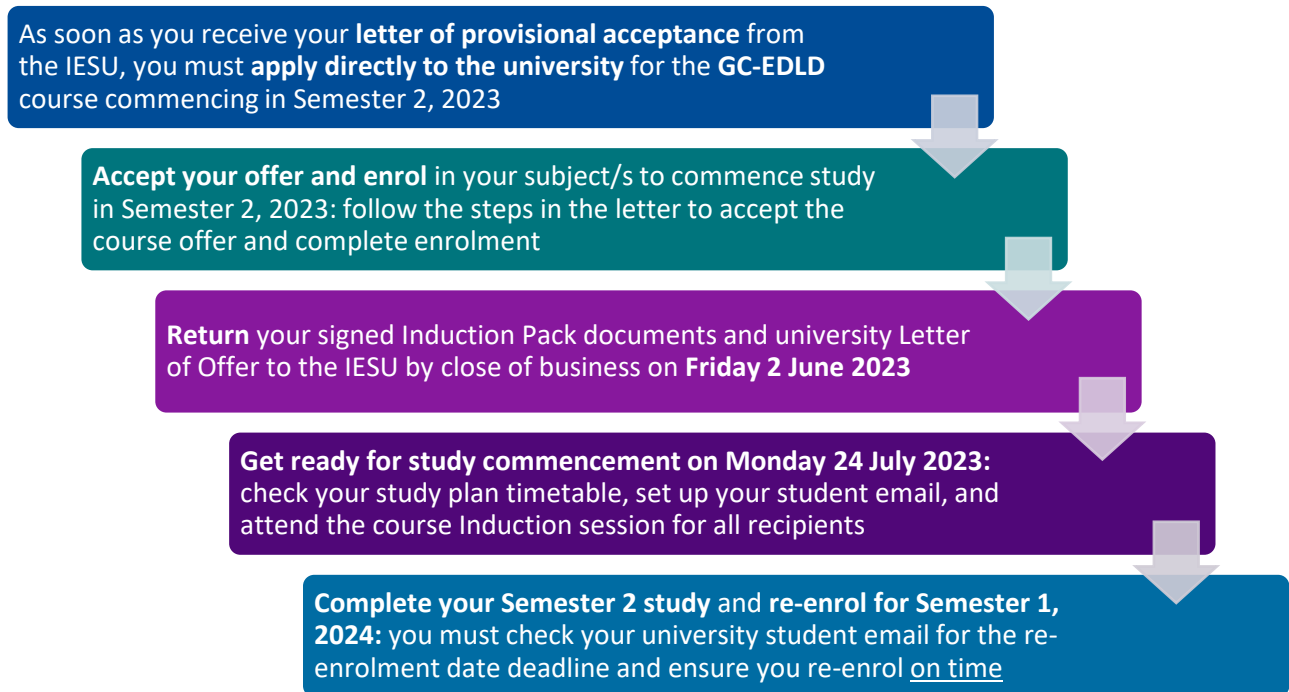 As soon as you receive your letter of provisional acceptance from
the IESU, you must apply directly to the university for the GC-EDLD
course commencing in Semester 2, 2023
Accept your offer and enrol in your subject/s to commence study
in Semester 2, 2023: follow the steps in the letter to accept the
course offer and complete enrolment
Return your signed Induction Pack documents and university Letter
of Offer to the IESU by close of business on Friday 2 June 2023
Get ready for study commencement on Monday 24 July 2023:
check your study plan timetable, set up your student email, and
attend the course Induction session for all recipients
Complete your Semester 2 study and re-enrol for Semester 1,
2024: you must check your university student email for the re-
enrolment date deadline and ensure you re-enrol on time